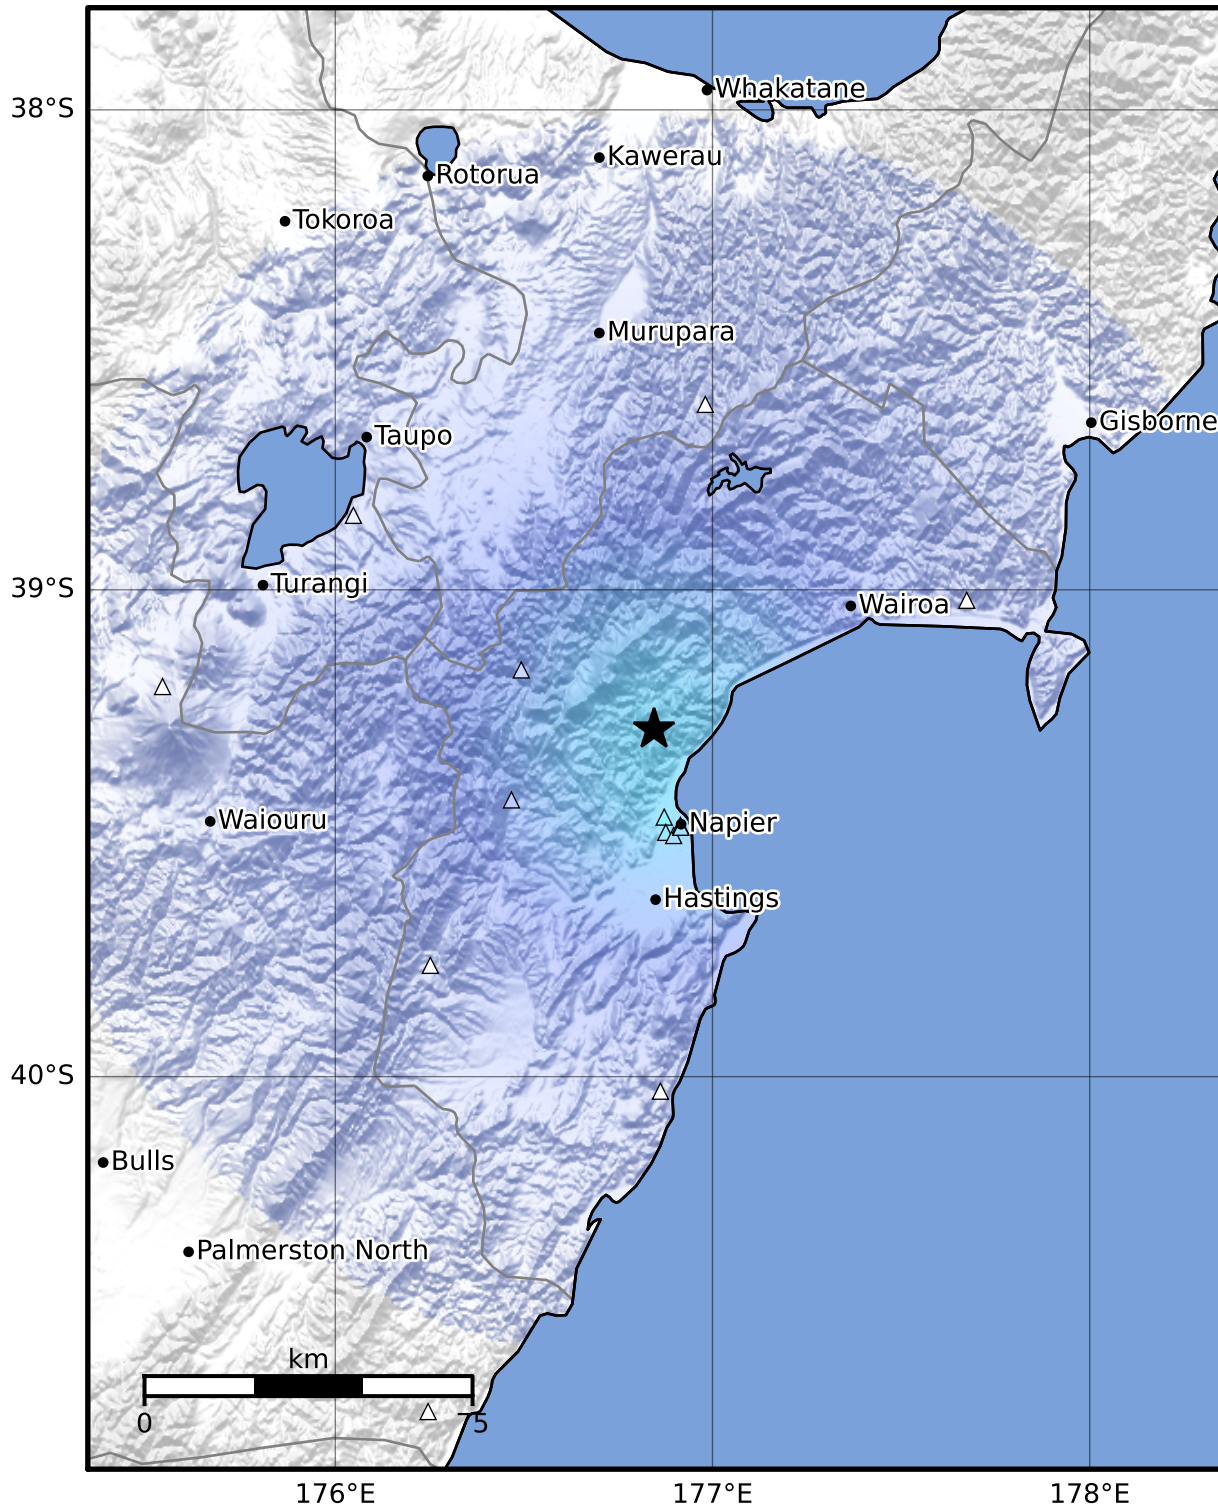 Whakatane
38°S
Kawerau
Rotorua
Tokoroa
Murupara
Gisborne
Taupo
Turangi
39°S
Wairoa
Waiouru
Napier
Hastings
40°S
Bulls
Palmerston North
km
0
75
176°E
177°E
178°E